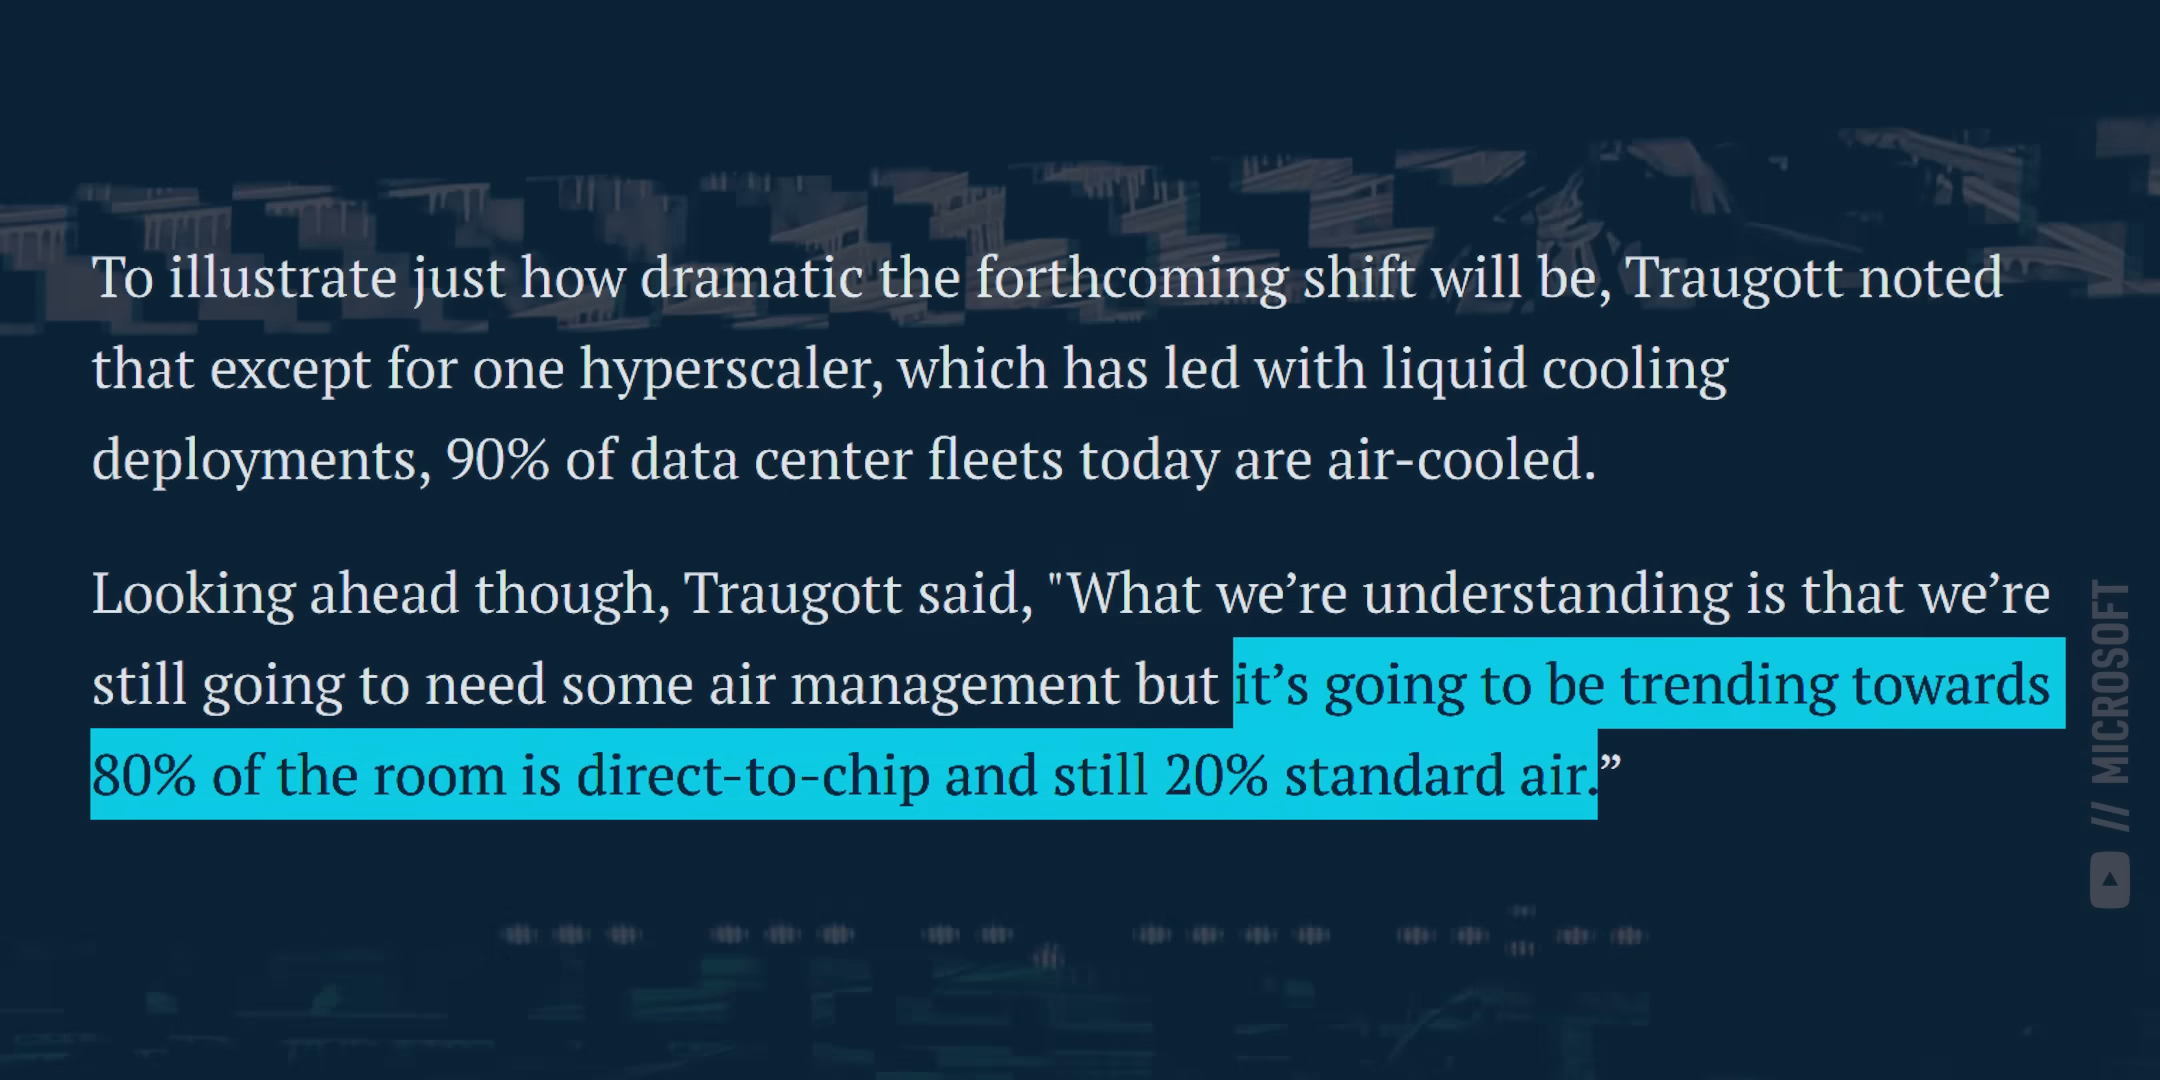 To illustrate just how dramatic the forthcoming shift will be, Traugott noted
that except for one hyperscaler, which has led with liquid cooling
deployments, 90% of data center fleets today are air-cooled.
Looking ahead though, Traugott said, "What we’re understanding is that we’re
still going to need some air management but it’s going to be trending towards
80% of the room is direct-to-chip and still 20% standard air.”
// MICROSOFT